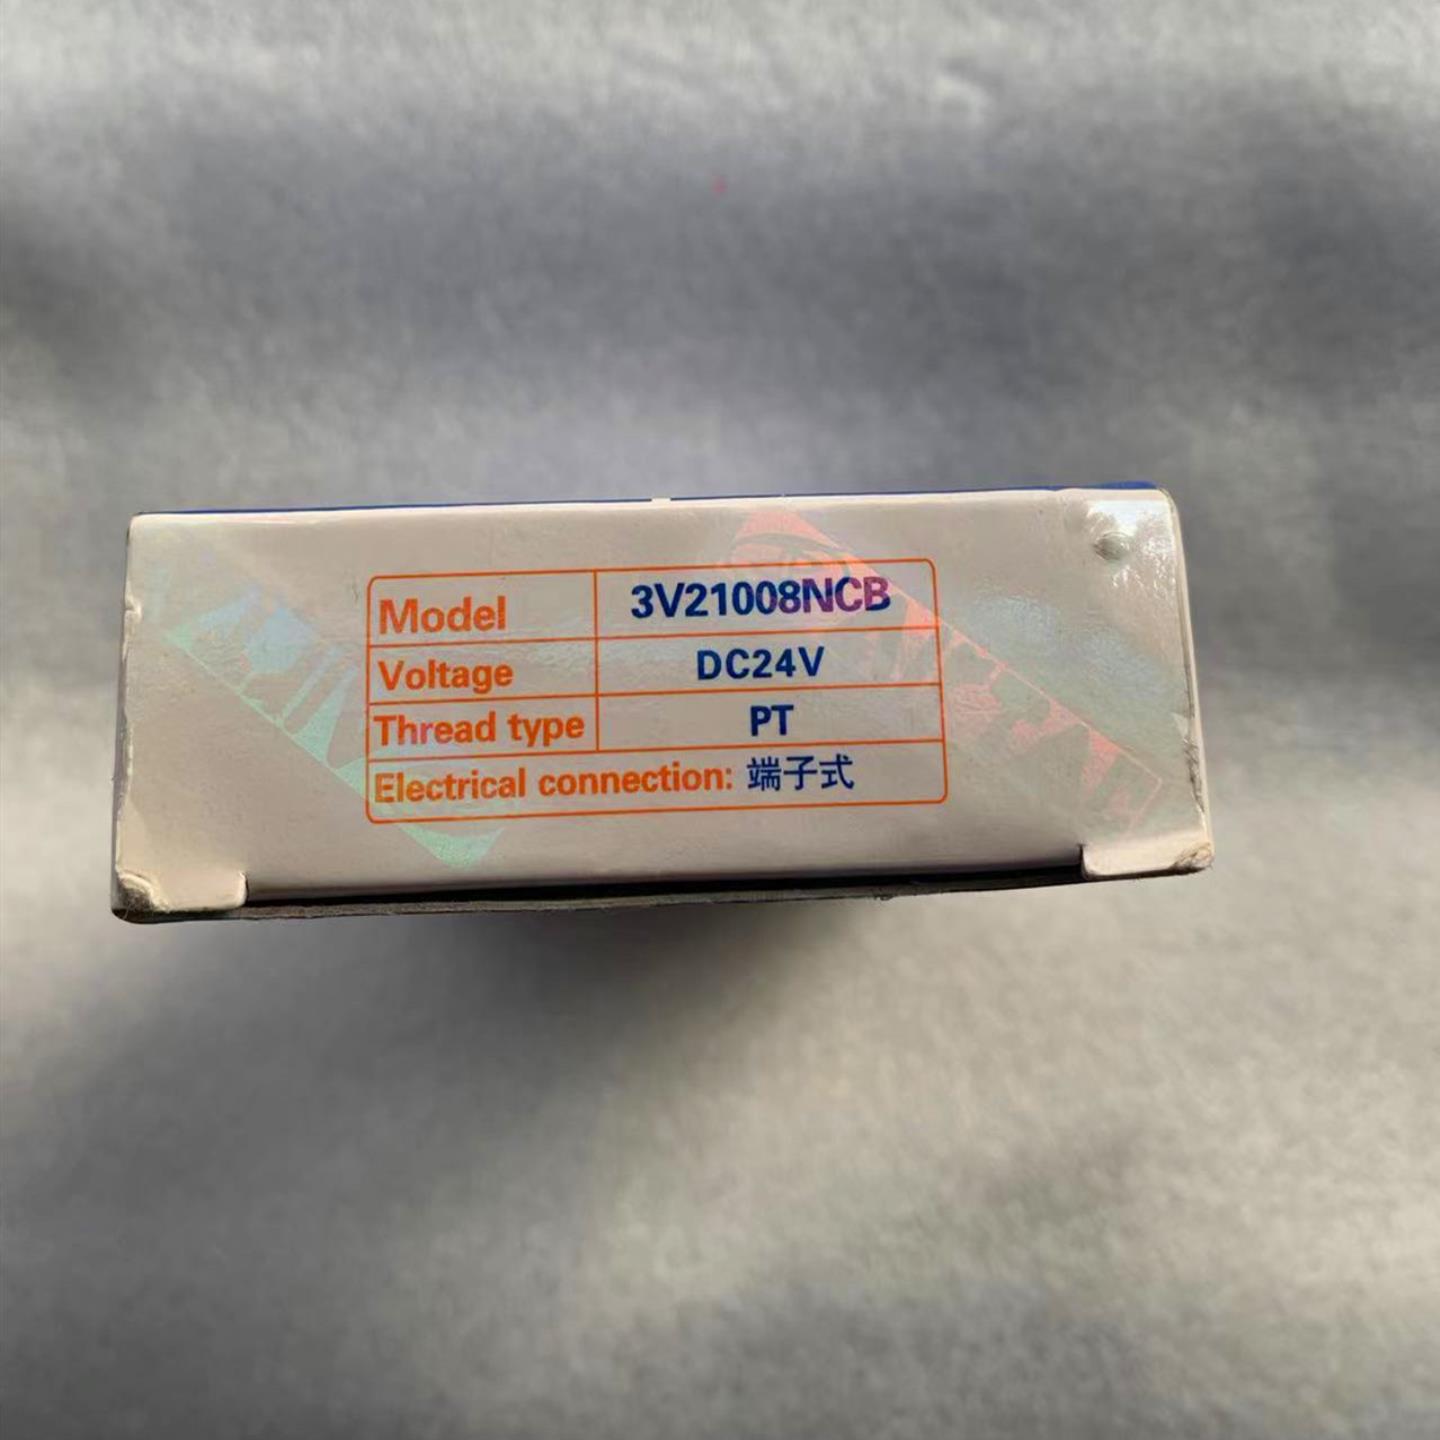 Model 3V21008NCB
Voltage DC24V
Thread type PT
Electrical connection: 端子式